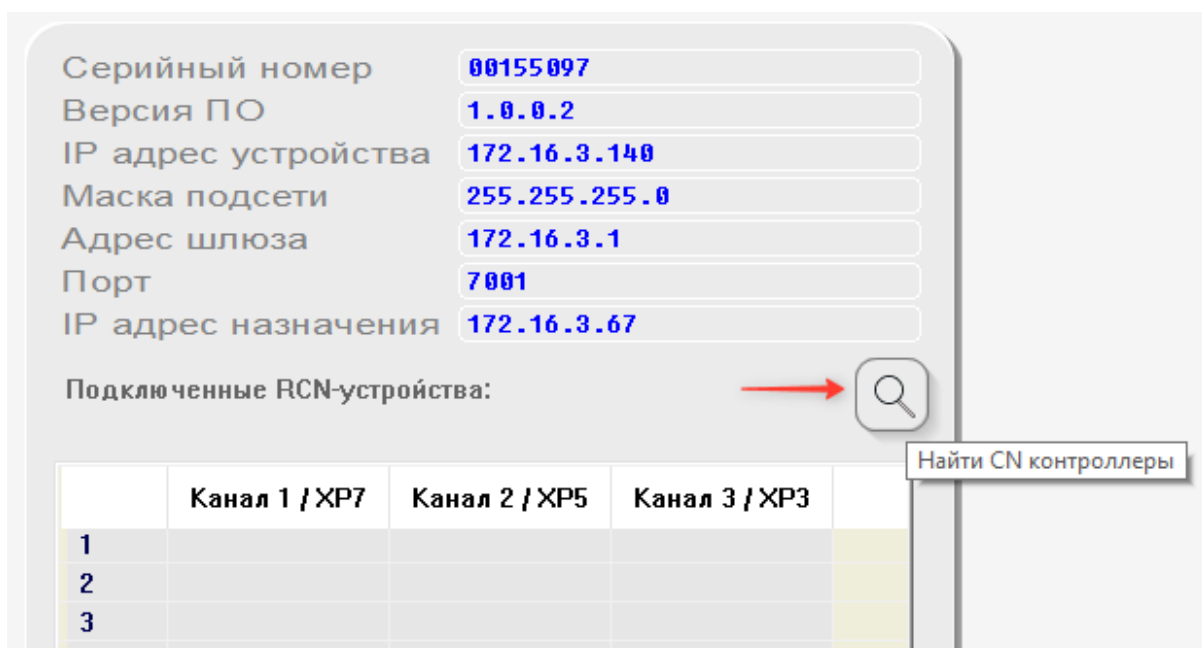 Серийный номер 00155097
Версия ПО 1.0.0.2
IP адрес устройства 172.16.3.140
Маска подсети 255.255.255.0
Адрес шлюза 172.16.3.1
Порт 7001
IP адрес назначения 172.16.3.67
Подключенные RCN-устройства:
Найти CN контроллеры
Канал 1 / XP7 Канал 2 / XP5 Канал 3 / XP3
1
2
3